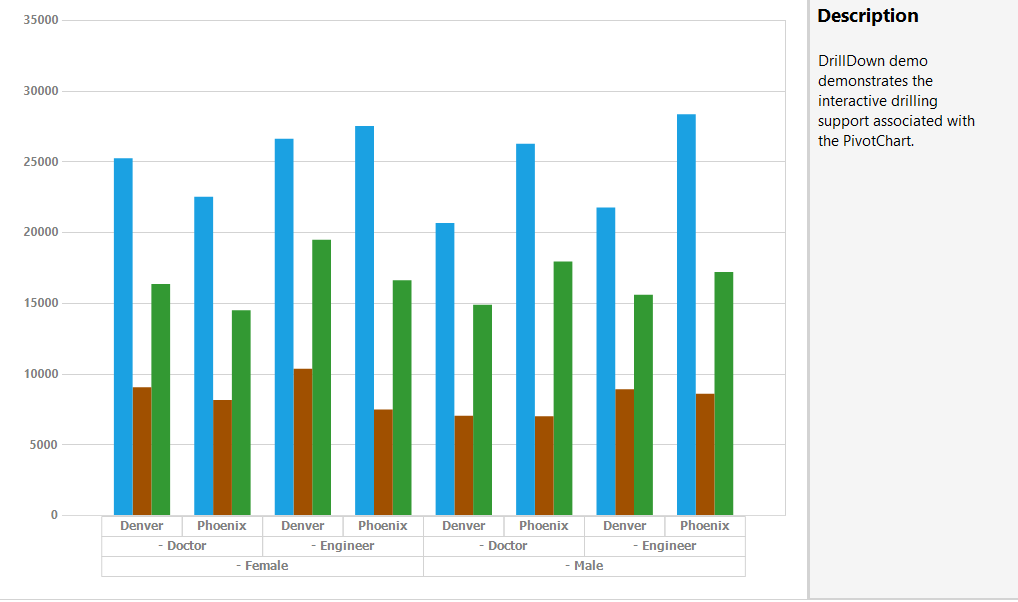 35000
30000
25000
20000
15000
10000
5000
0
Denver Phoenix Denver Phoenix Denver Phoenix Denver Phoenix
- Doctor - Engineer - Doctor - Engineer
- Female - Male
Description
DrillDown demo
demonstrates the
interactive drilling
support associated with
the PivotChart.